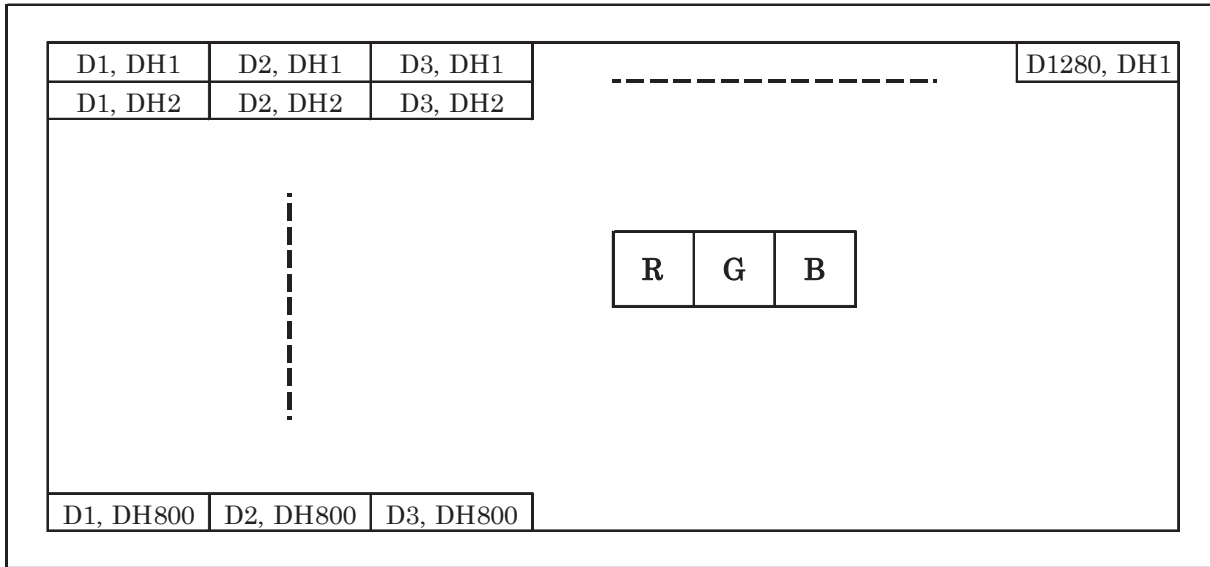 D1, DH1 D2, DH1 D3, DH1 D1280, DH1
D1, DH2 D2, DH2 D3, DH2
R G B
D1, DH800 D2, DH800 D3, DH800